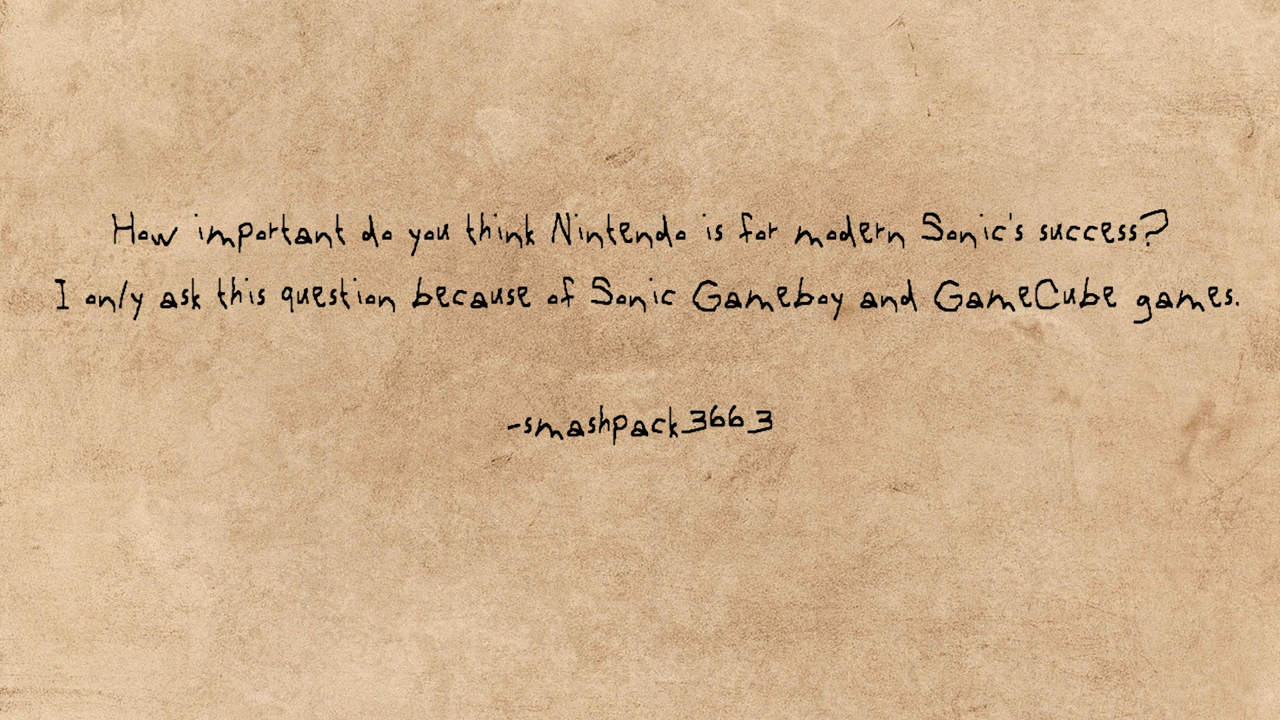 How important do you think Nintendo is for modern Sonic's success?
I only ask this question because of Sonic Gameboy and GameCube games.
-smashpack3663